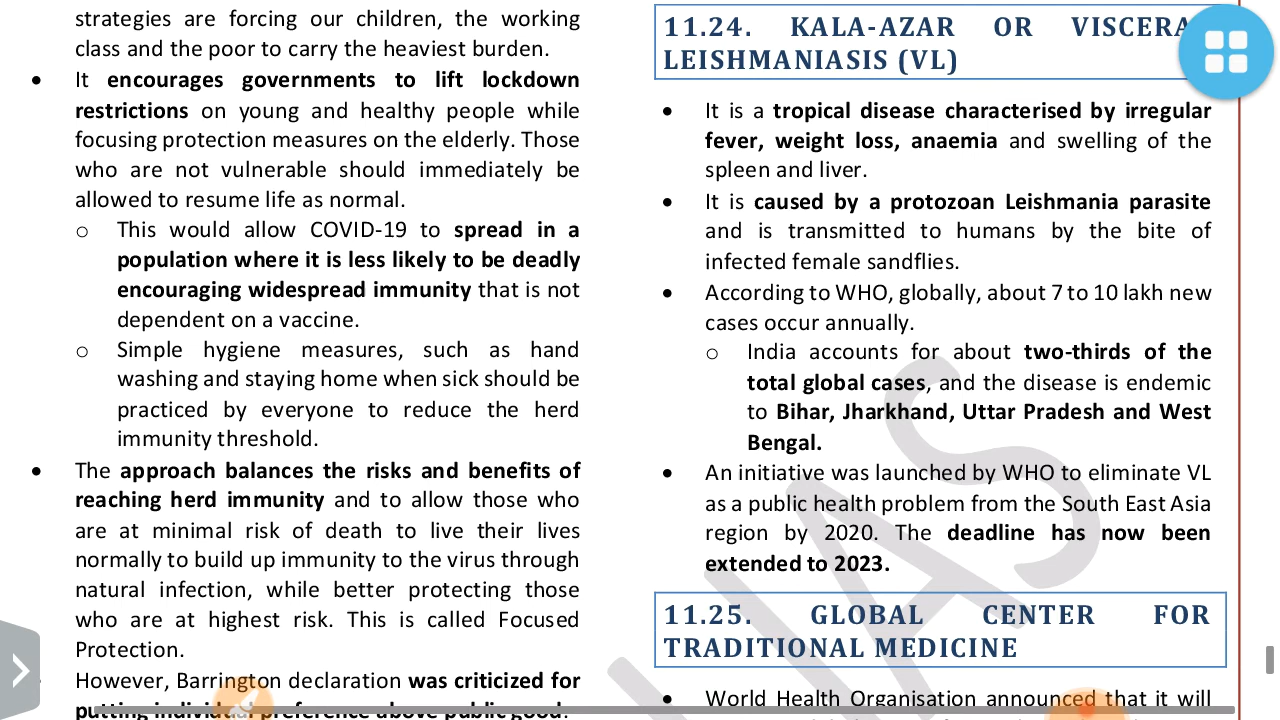 strategies are forcing our children, the working
class and the poor to carry the heaviest burden.
• It encourages governments to lift lockdown
restrictions on young and healthy people while
focusing protection measures on the elderly. Those
who are not vulnerable should immediately be
allowed to resume life as normal.
o This would allow COVID-19 to spread in a
population where it is less likely to be deadly
encouraging widespread immunity that is not
dependent on a vaccine.
o Simple hygiene measures, such as hand
washing and staying home when sick should be
practiced by everyone to reduce the herd
immunity threshold.
• The approach balances the risks and benefits of
reaching herd immunity and to allow those who
are at minimal risk of death to live their lives
normally to build up immunity to the virus through
natural infection, while better protecting those
who are at highest risk. This is called Focused
Protection.
However, Barrington declaration was criticized for
putting individual preference above public good.
11.24. KALA-AZAR OR VISCERA
LEISHMANIASIS (VL)
• It is a tropical disease characterised by irregular
fever, weight loss, anaemia and swelling of the
spleen and liver.
• It is caused by a protozoan Leishmania parasite
and is transmitted to humans by the bite of
infected female sandflies.
• According to WHO, globally, about 7 to 10 lakh new
cases occur annually.
o India accounts for about two-thirds of the
total global cases, and the disease is endemic
to Bihar, Jharkhand, Uttar Pradesh and West
Bengal.
• An initiative was launched by WHO to eliminate VL
as a public health problem from the South East Asia
region by 2020. The deadline has now been
extended to 2023.
11.25. GLOBAL CENTER FOR
TRADITIONAL MEDICINE
• World Health Organisation announced that it will
IAS